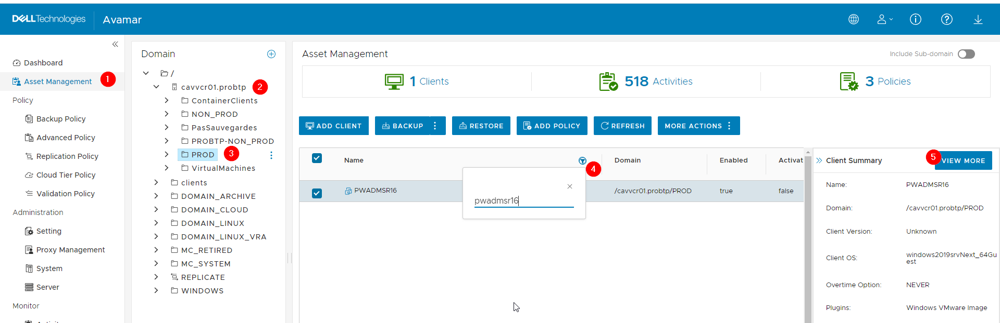 DELLTechnologies Avamar
Dashboard
Asset Management 1
Policy
Backup Policy
Advanced Policy
Replication Policy
Cloud Tier Policy
Validation Policy
Administration
Setting
Proxy Management
System
Server
Monitor
Domain
/
cavvcr01.probtp 2
ContainerClients
NON_PROD
PasSauvegardes
PROBTP-NON_PROD
PROD 3
VirtualMachines
clients
DOMAIN_ARCHIVE
DOMAIN_CLOUD
DOMAIN_LINUX
DOMAIN_LINUX_VRA
MC_RETIRED
MC_SYSTEM
REPLICATE
WINDOWS
Asset Management
Include Sub-domain
1 Clients
518 Activities
3 Policies
ADD CLIENT BACKUP RESTORE ADD POLICY REFRESH MORE ACTIONS
Name Domain Enabled Activat
4
PWADMSR16 /cavvcr01.probtp/PROD true false
pwadmsr16
Client Summary 5 VIEW MORE
Name: PWADMSR16
Domain: /cavvcr01.probtp/PROD
Client Version: Unknown
Client OS: windows2019srvNext_64Gu
est
Overtime Option: NEVER
Plugins: Windows VMware Image